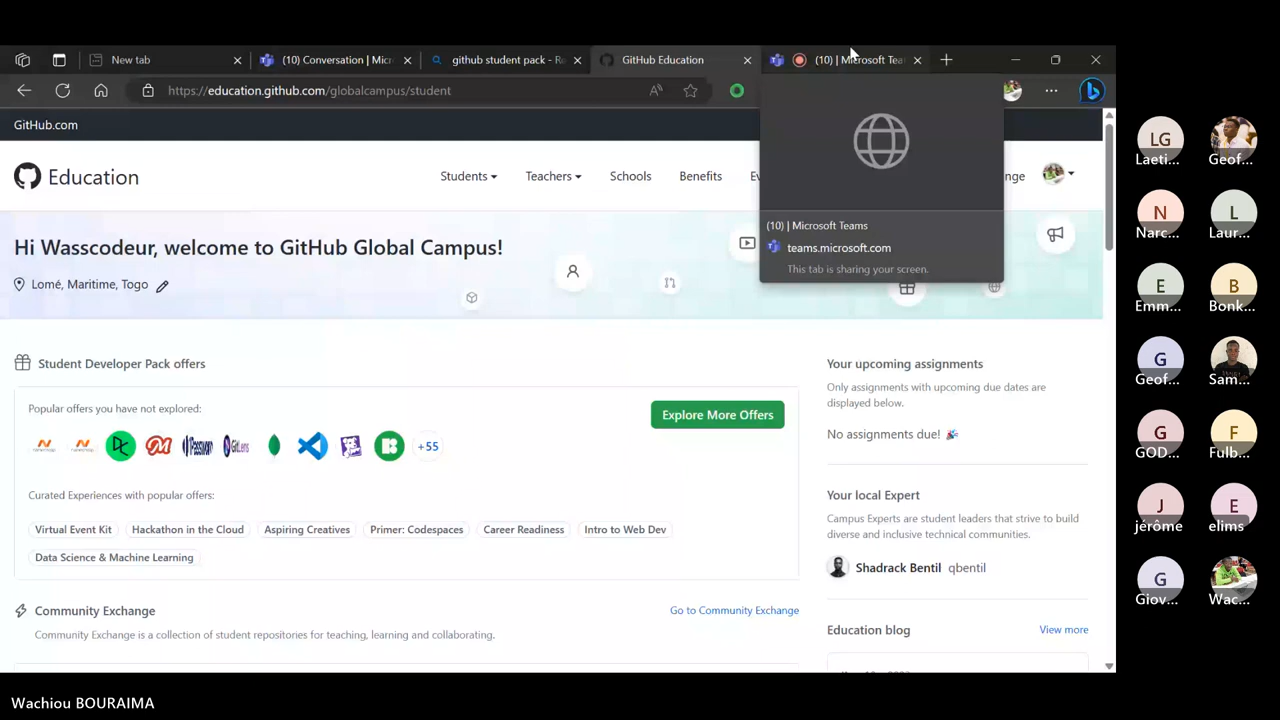 New tab
(10) Conversation | Micr
github student pack - R
GitHub Education
(10) | Microsoft Tea
https://education.github.com/globalcampus/student
GitHub.com
Education
Students
Teachers
Schools
Benefits
Ev
nge
(10) | Microsoft Teams
teams.microsoft.com
This tab is sharing your screen.
Hi Wasscodeur, welcome to GitHub Global Campus!
Lomé, Maritime, Togo
Student Developer Pack offers
Popular offers you have not explored:
Explore More Offers
+55
Curated Experiences with popular offers:
Virtual Event Kit
Hackathon in the Cloud
Aspiring Creatives
Primer: Codespaces
Career Readiness
Intro to Web Dev
Data Science & Machine Learning
Community Exchange
Go to Community Exchange
Community Exchange is a collection of student repositories for teaching, learning and collaborating.
Your upcoming assignments
Only assignments with upcoming due dates are
displayed below.
No assignments due!
Your local Expert
Campus Experts are student leaders that strive to build
diverse and inclusive technical communities.
Shadrack Bentil qbentil
Education blog
View more
LG
Laeti...
Geof...
N
Narc...
L
Laur...
E
Emm...
B
Bonk...
G
Geof...
Sam...
G
GOD...
F
Fulb...
J
jérôme
E
elims
G
Giov...
Wac...
Wachiou BOURAIMA